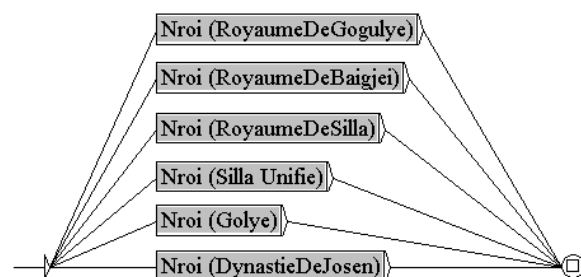 Nroi (RoyaumeDeGogulye)
Nroi (RoyaumeDeBaigjei)
Nroi (RoyaumeDeSilla)
Nroi (Silla Unifie)
Nroi (Golye)
Nroi (DynastieDeJosen)